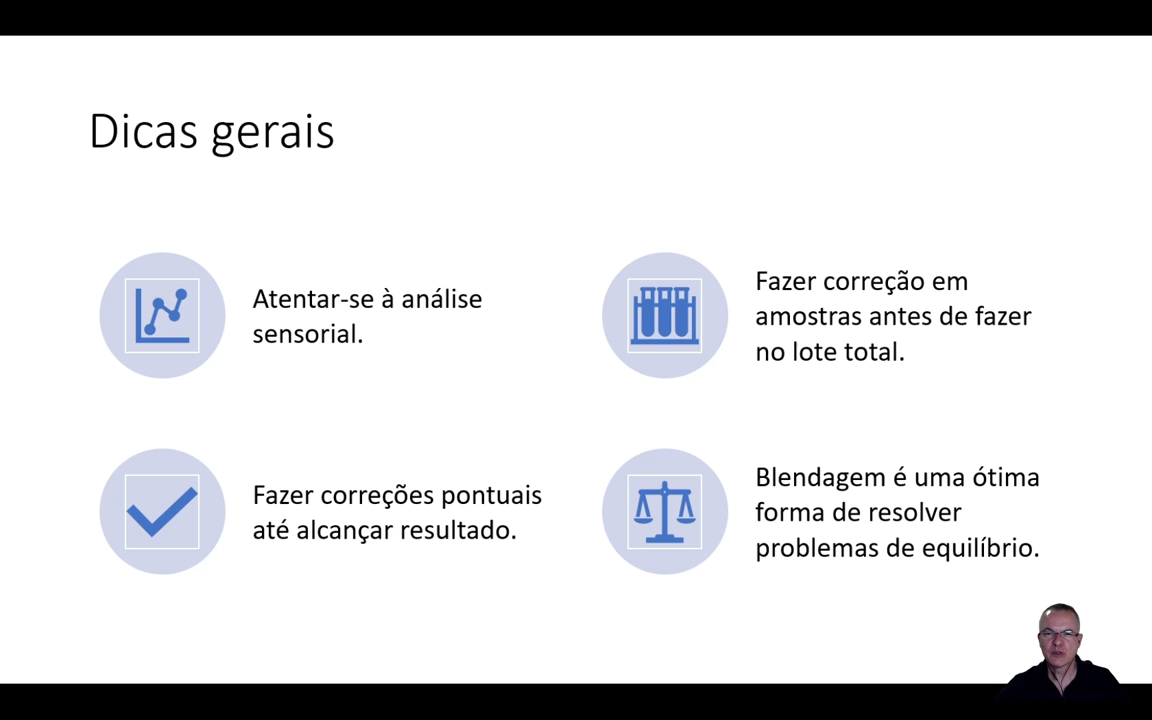 Dicas gerais
Atentar-se à análise
sensorial.
Fazer correção em
amostras antes de fazer
no lote total.
Fazer correções pontuais
até alcançar resultado.
Blendagem é uma ótima
forma de resolver
problemas de equilíbrio.